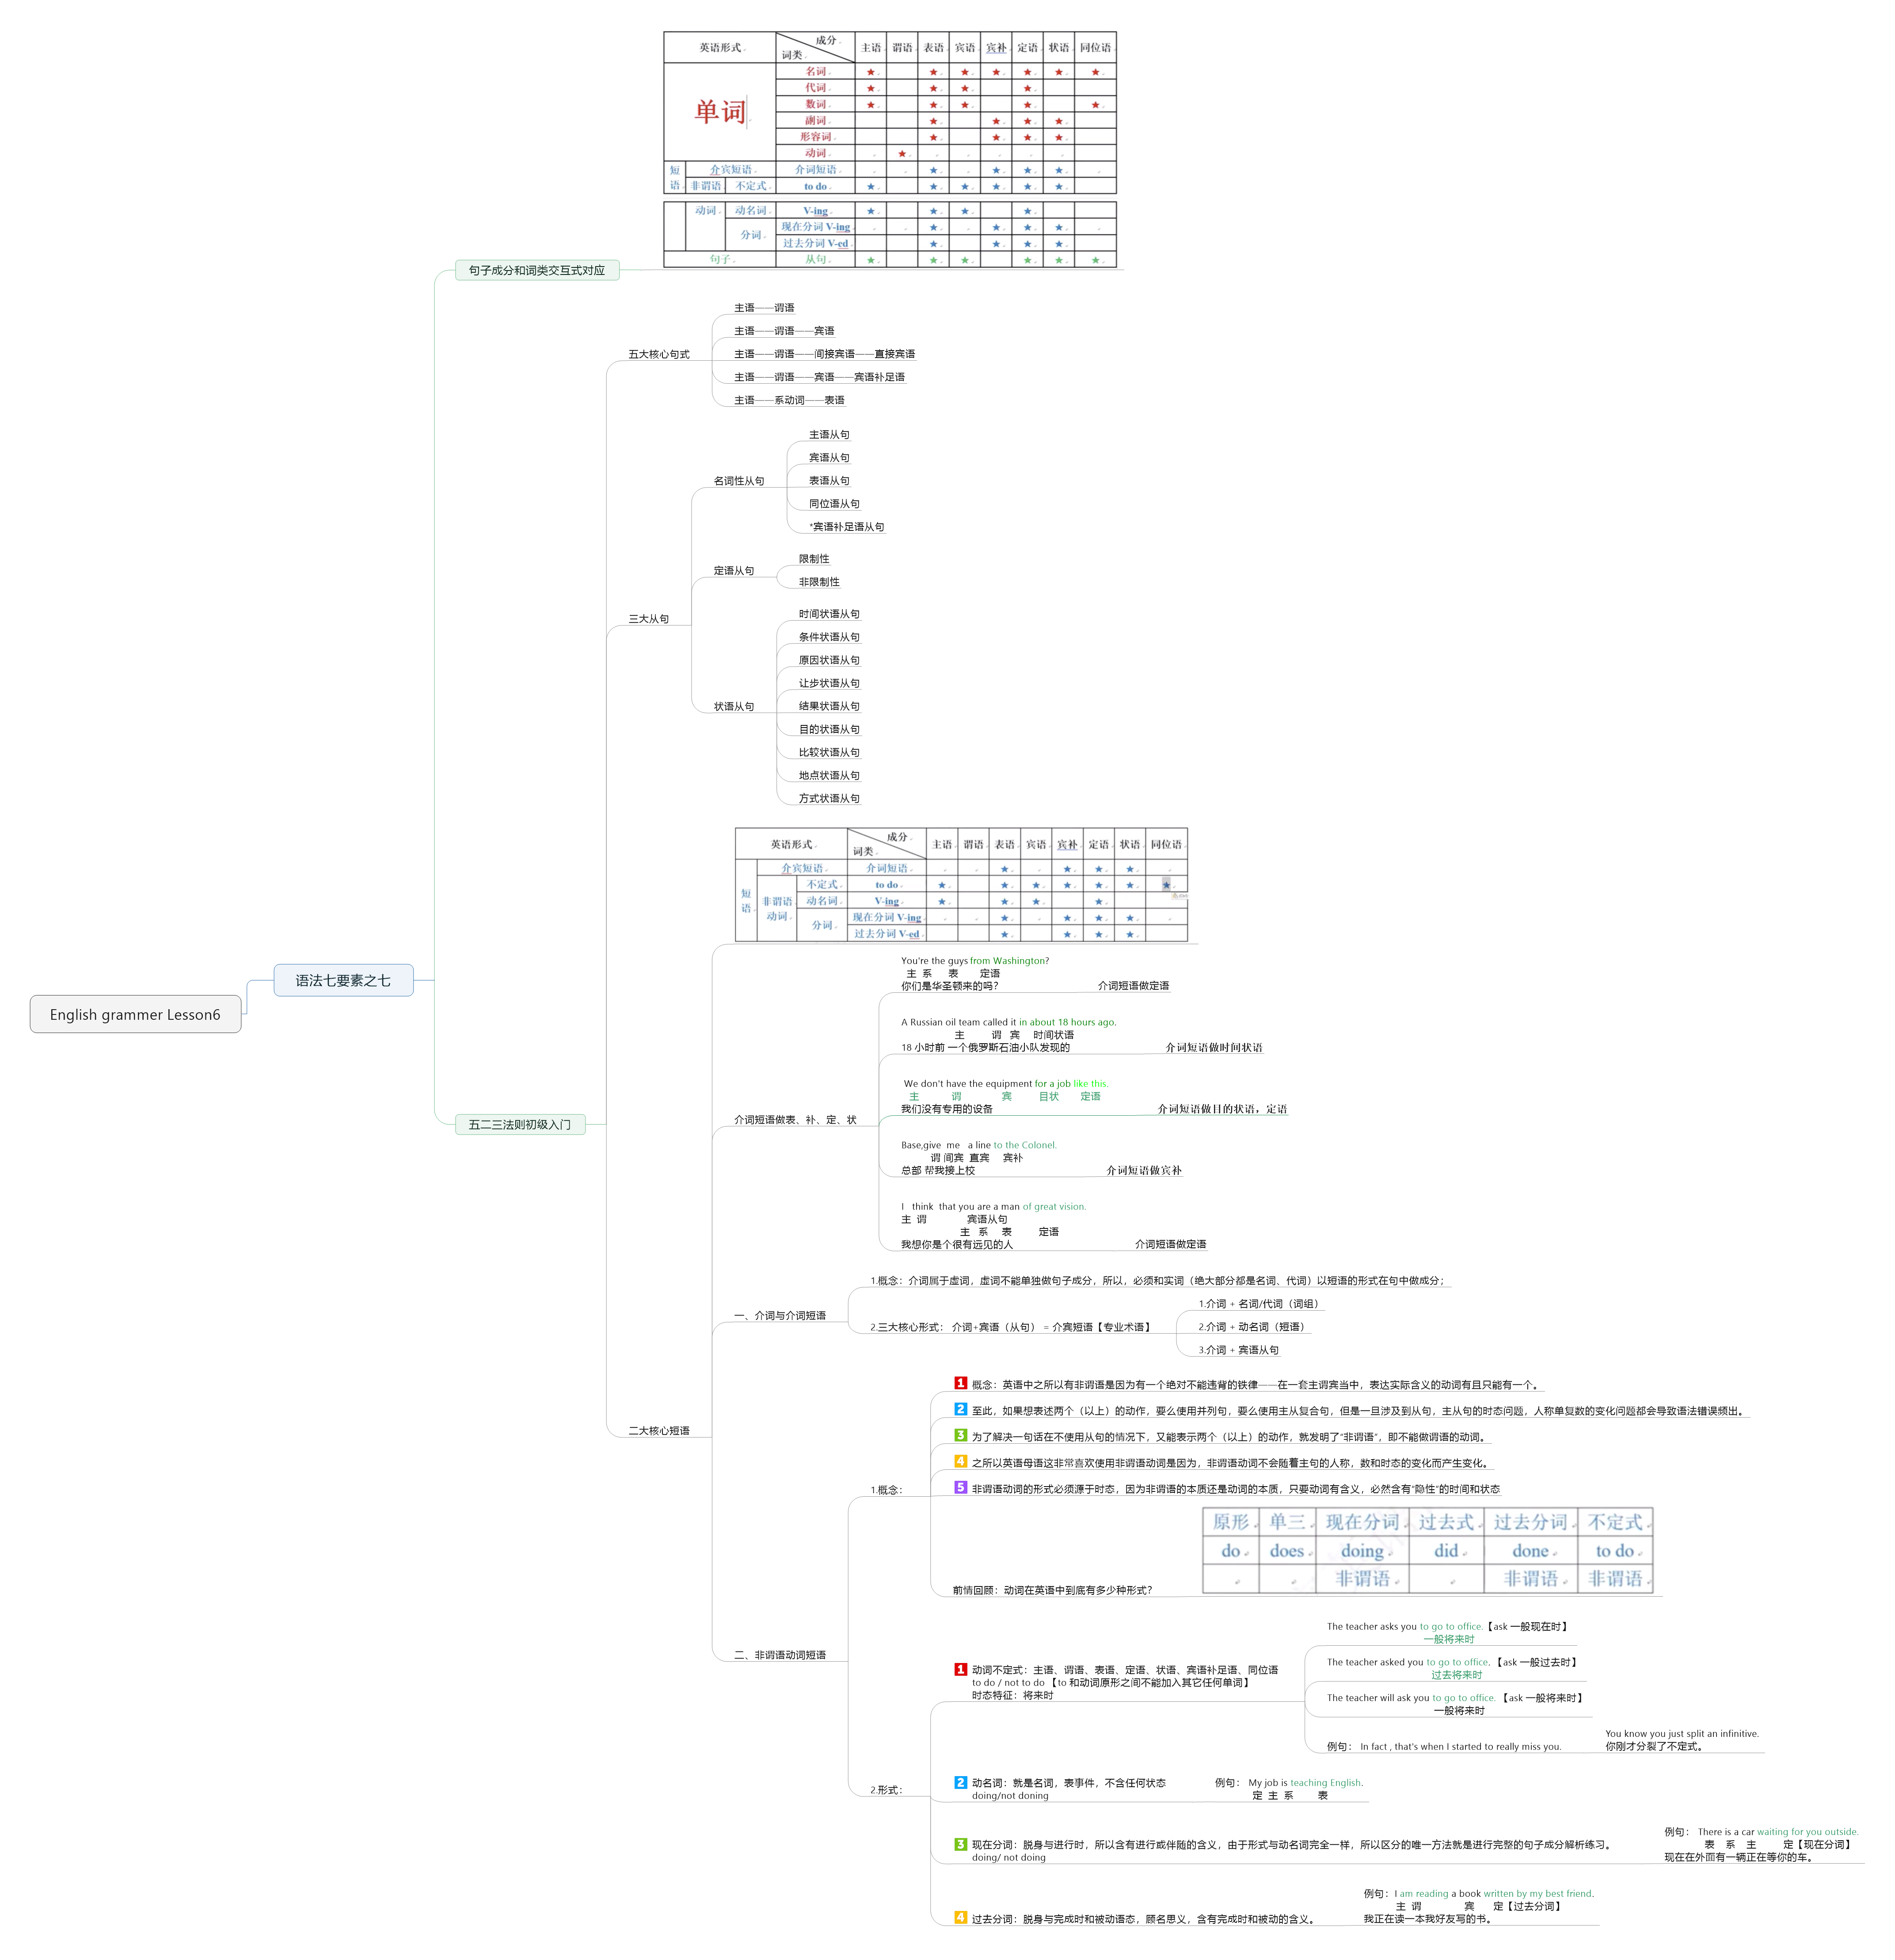 English grammer Lesson6
语法七要素之七
句子成分和词类交互式对应
英语形式 成分 词类 主语 谓语 表语 宾语 宾补 定语 状语 同位语
单词 名词 ★ ★ ★ ★ ★ ★ ★
代词 ★ ★ ★ ★
数词 ★ ★ ★ ★ ★
副词 ★ ★ ★ ★
形容词 ★ ★ ★ ★
动词 ★
短语 介宾短语 介词短语 ★ ★ ★ ★
非谓语 不定式 to do ★ ★ ★ ★ ★ ★
动词 动名词 V-ing ★ ★ ★ ★
分词 现在分词 V-ing ★ ★ ★ ★
过去分词 V-ed ★ ★ ★ ★
句子 从句 ★ ★ ★ ★ ★ ★
五二三法则初级入门
五大核心句式
主语——谓语
主语——谓语——宾语
主语——谓语——间接宾语——直接宾语
主语——谓语——宾语——宾语补足语
主语——系动词——表语
三大从句
名词性从句
主语从句
宾语从句
表语从句
同位语从句
*宾语补足语从句
定语从句
限制性
非限制性
状语从句
时间状语从句
条件状语从句
原因状语从句
让步状语从句
结果状语从句
目的状语从句
比较状语从句
地点状语从句
方式状语从句
二大核心短语
英语形式 成分 词类 主语 谓语 表语 宾语 宾补 定语 状语 同位语
短语 介宾短语 介词短语 ★ ★ ★ ★
非谓语动词 不定式 to do ★ ★ ★ ★ ★ ★ ★
动名词 V-ing ★ ★ ★ ★
分词 现在分词 V-ing ★ ★ ★ ★
过去分词 V-ed ★ ★ ★ ★
介词短语做表、补、定、状
You're the guys from Washington?
主 系 表 定语
你们是华圣顿来的吗？
介词短语做定语
A Russian oil team called it in about 18 hours ago.
主 谓 宾 时间状语
18 小时前 一个俄罗斯石油小队发现的
介词短语做时间状语
We don't have the equipment for a job like this.
主 谓 宾 目状 定语
我们没有专用的设备
介词短语做目的状语，定语
Base,give me a line to the Colonel.
谓 间宾 直宾 宾补
总部 帮我接上校
介词短语做宾补
I think that you are a man of great vision.
主 谓 宾语从句
主 系 表 定语
我想你是个很有远见的人
介词短语做定语
一、介词与介词短语
1.概念：介词属于虚词，虚词不能单独做句子成分，所以，必须和实词（绝大部分都是名词、代词）以短语的形式在句中做成分；
2.三大核心形式： 介词+宾语（从句） = 介宾短语【专业术语】
1.介词 + 名词/代词（词组）
2.介词 + 动名词（短语）
3.介词 + 宾语从句
二、非谓语动词短语
1.概念：
1 概念：英语中之所以有非谓语是因为有一个绝对不能违背的铁律——在一套主谓宾当中，表达实际含义的动词有且只能有一个。
2 至此，如果想表述两个（以上）的动作，要么使用并列句，要么使用主从复合句，但是一旦涉及到从句，主从句的时态问题，人称单复数的变化问题都会导致语法错误频出。
3 为了解决一句话在不使用从句的情况下，又能表示两个（以上）的动作，就发明了“非谓语”，即不能做谓语的动词。
4 之所以英语母语这非常喜欢使用非谓语动词是因为，非谓语动词不会随着主句的人称，数和时态的变化而产生变化。
5 非谓语动词的形式必须源于时态，因为非谓语的本质还是动词的本质，只要动词有含义，必然含有“隐性”的时间和状态
前情回顾：动词在英语中到底有多少种形式？
原形 单三 现在分词 过去式 过去分词 不定式
do does doing did done to do
非谓语 非谓语 非谓语
2.形式：
1 动词不定式：主语、谓语、表语、定语、状语、宾语补足语、同位语
to do / not to do 【to 和动词原形之间不能加入其它任何单词】
时态特征：将来时
The teacher asks you to go to office.【ask 一般现在时】
一般将来时
The teacher asked you to go to office. 【ask 一般过去时】
过去将来时
The teacher will ask you to go to office. 【ask 一般将来时】
一般将来时
例句： In fact , that's when I started to really miss you.
You know you just split an infinitive.
你刚才分裂了不定式。
2 动名词：就是名词，表事件，不含任何状态
doing/not doning
例句： My job is teaching English.
定 主 系 表
3 现在分词：脱身与进行时，所以含有进行或伴随的含义，由于形式与动名词完全一样，所以区分的唯一方法就是进行完整的句子成分解析练习。
doing/ not doing
例句： There is a car waiting for you outside.
表 系 主 定【现在分词】
现在在外面有一辆正在等你的车。
4 过去分词：脱身与完成时和被动语态，顾名思义，含有完成时和被动的含义。
例句：I am reading a book written by my best friend.
主 谓 宾 定【过去分词】
我正在读一本我好友写的书。